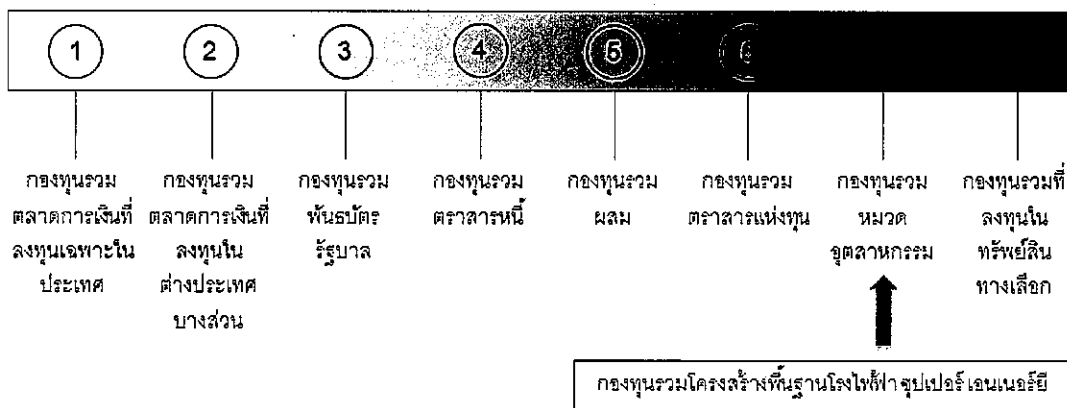 1 2 3 4 5 6
กองทุนรวม
ตลาดการเงินที่
ลงทุนเฉพาะใน
ประเทศ
กองทุนรวม
ตลาดการเงินที่
ลงทุนใน
ต่างประเทศ
บางส่วน
กองทุนรวม
พันธบัตร
รัฐบาล
กองทุนรวม
ตราสารหนี้
กองทุนรวม
ผสม
กองทุนรวม
ตราสารแห่งทุน
กองทุนรวม
หมวด
อุตสาหกรรม
กองทุนรวมที่
ลงทุนใน
ทรัพย์สิน
ทางเลือก
กองทุนรวมโครงสร้างพื้นฐานโรงไฟฟ้า ซุปเปอร์ เอนเนอร์ยี